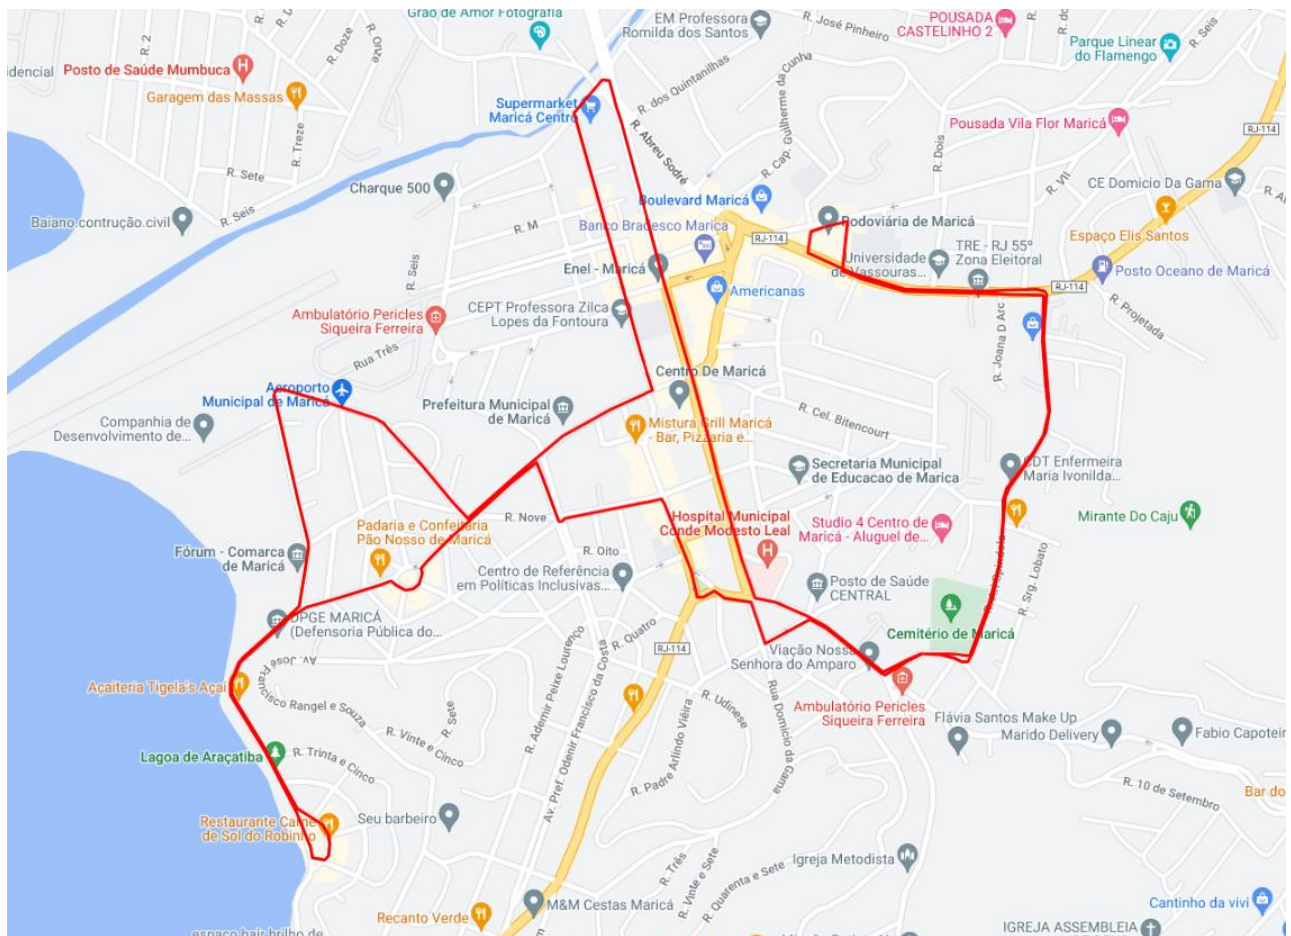 Grão de Amor Fotografia
EM Professora
Romilda dos Santos
R. José Pinheiro
POUSADA
CASTELINHO 2
R. Seis
Parque Linear
do Flamengo
R. 2
R. Doze
R. Onze
Posto de Saúde Mumbuca
Garagem das Massas
R. Treze
R. Sete
R. Seis
Supermarket
Maricá Centro
R. dos Quintanilhas
R. Cap. Guilherme da Cunha
R. Abreu Sodré
Pousada Vila Flor Maricá
RJ-114
R. Dois
R. VII
CE Domicio Da Gama
Charque 500
Baiano.contrução.civil
R. M
Boulevard Maricá
Banco Bradesco Marica
RJ-114
Rodoviária de Maricá
Espaço Elis Santos
Universidade
de Vassouras...
TRE - RJ 55º
Zona Eleitoral
Posto Oceano de Maricá
RJ-114
R. Projetada
R. Seis
Enel - Maricá
Americanas
Ambulatório Pericles
Siqueira Ferreira
CEPT Professora Zilca
Lopes da Fontoura
R. Joana D Arc
Rua Três
Aeroporto
Municipal de Maricá
Prefeitura Municipal
de Maricá
Centro De Maricá
R. Cel. Bitencourt
Companhia de
Desenvolvimento de...
Mistura Grill Maricá
- Bar, Pizzaria e...
Secretaria Municipal
de Educacao de Marica
CDT Enfermeira
Maria Ivonilda...
Mirante Do Caju
Padaria e Confeitaria
Pão Nosso de Maricá
R. Nove
Hospital Municipal
Conde Modesto Leal
Studio 4 Centro de
Maricá - Aluguel de...
Fórum - Comarca
de Maricá
R. Oito
Centro de Referência
em Políticas Inclusivas...
Posto de Saúde
CENTRAL
R. Srg. Lobato
DPGE MARICÁ
(Defensoria Pública do...
R. Quatro
RJ-114
Cemitério de Maricá
Viação Nossa
Senhora do Amparo
Av. José Francisco Rangel e Souza
Açaiteria Tigela's Açaí
R. Sete
R. Ademir Peixe Lourenço
Av. Pref. Odenir Francisco da Costa
R. Udinese
Rua Domicio da Gama
Ambulatório Pericles
Siqueira Ferreira
R. Vinte e Cinco
R. Trinta e Cinco
Lagoa de Araçatiba
R. Padre Arlindo Vieira
Flávia Santos Make Up
Marido Delivery
Fabio Capoteir
R. 10 de Setembro
Bar do
Restaurante Carne
de Sol do Robinho
Seu barbeiro
R. Três
R. Vinte e Sete
R. Quarenta e Sete
Igreja Metodista
M&M Cestas Maricá
Recanto Verde
Cantinho da vivi
IGREJA ASSEMBLEIA